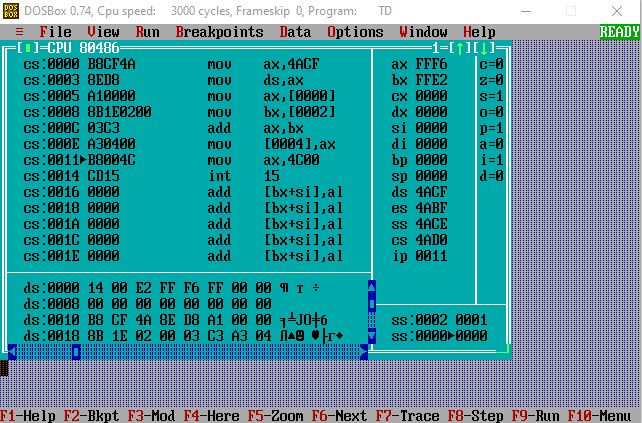 DOSBox 0.74, Cpu speed: 3000 cycles, Frameskip 0, Program: TD
≡ File View Run Breakpoints Data Options Window Help READY
[■]=CPU 80486 1=[↑][↓]
cs:0000 B8CF4A mov ax,4ACF ax FFF6 c=0
cs:0003 8ED8 mov ds,ax bx FFE2 z=0
cs:0005 A10000 mov ax,[0000] cx 0000 s=1
cs:0008 8B1E0200 mov bx,[0002] dx 0000 o=0
cs:000C 03C3 add ax,bx si 0000 p=1
cs:000E A30400 mov [0004],ax di 0000 a=0
cs:0011►B8004C mov ax,4C00 bp 0000 i=1
cs:0014 CD15 int 15 sp 0000 d=0
cs:0016 0000 add [bx+si],al ds 4ACF
cs:0018 0000 add [bx+si],al es 4ABF
cs:001A 0000 add [bx+si],al ss 4ACE
cs:001C 0000 add [bx+si],al cs 4AD0
cs:001E 0000 add [bx+si],al ip 0011
ds:0000 14 00 E2 FF F6 FF 00 00 ¶ т ÷
ds:0008 00 00 00 00 00 00 00 00
ds:0010 B8 CF 4A 8E D8 A1 00 00 ╕╧JО╪б ss:0002 0001
ds:0018 8B 1E 02 00 03 C3 A3 04 Л▲☻ ♥├г♦ ss:0000►0000
F1-Help F2-Bkpt F3-Mod F4-Here F5-Zoom F6-Next F7-Trace F8-Step F9-Run F10-Menu